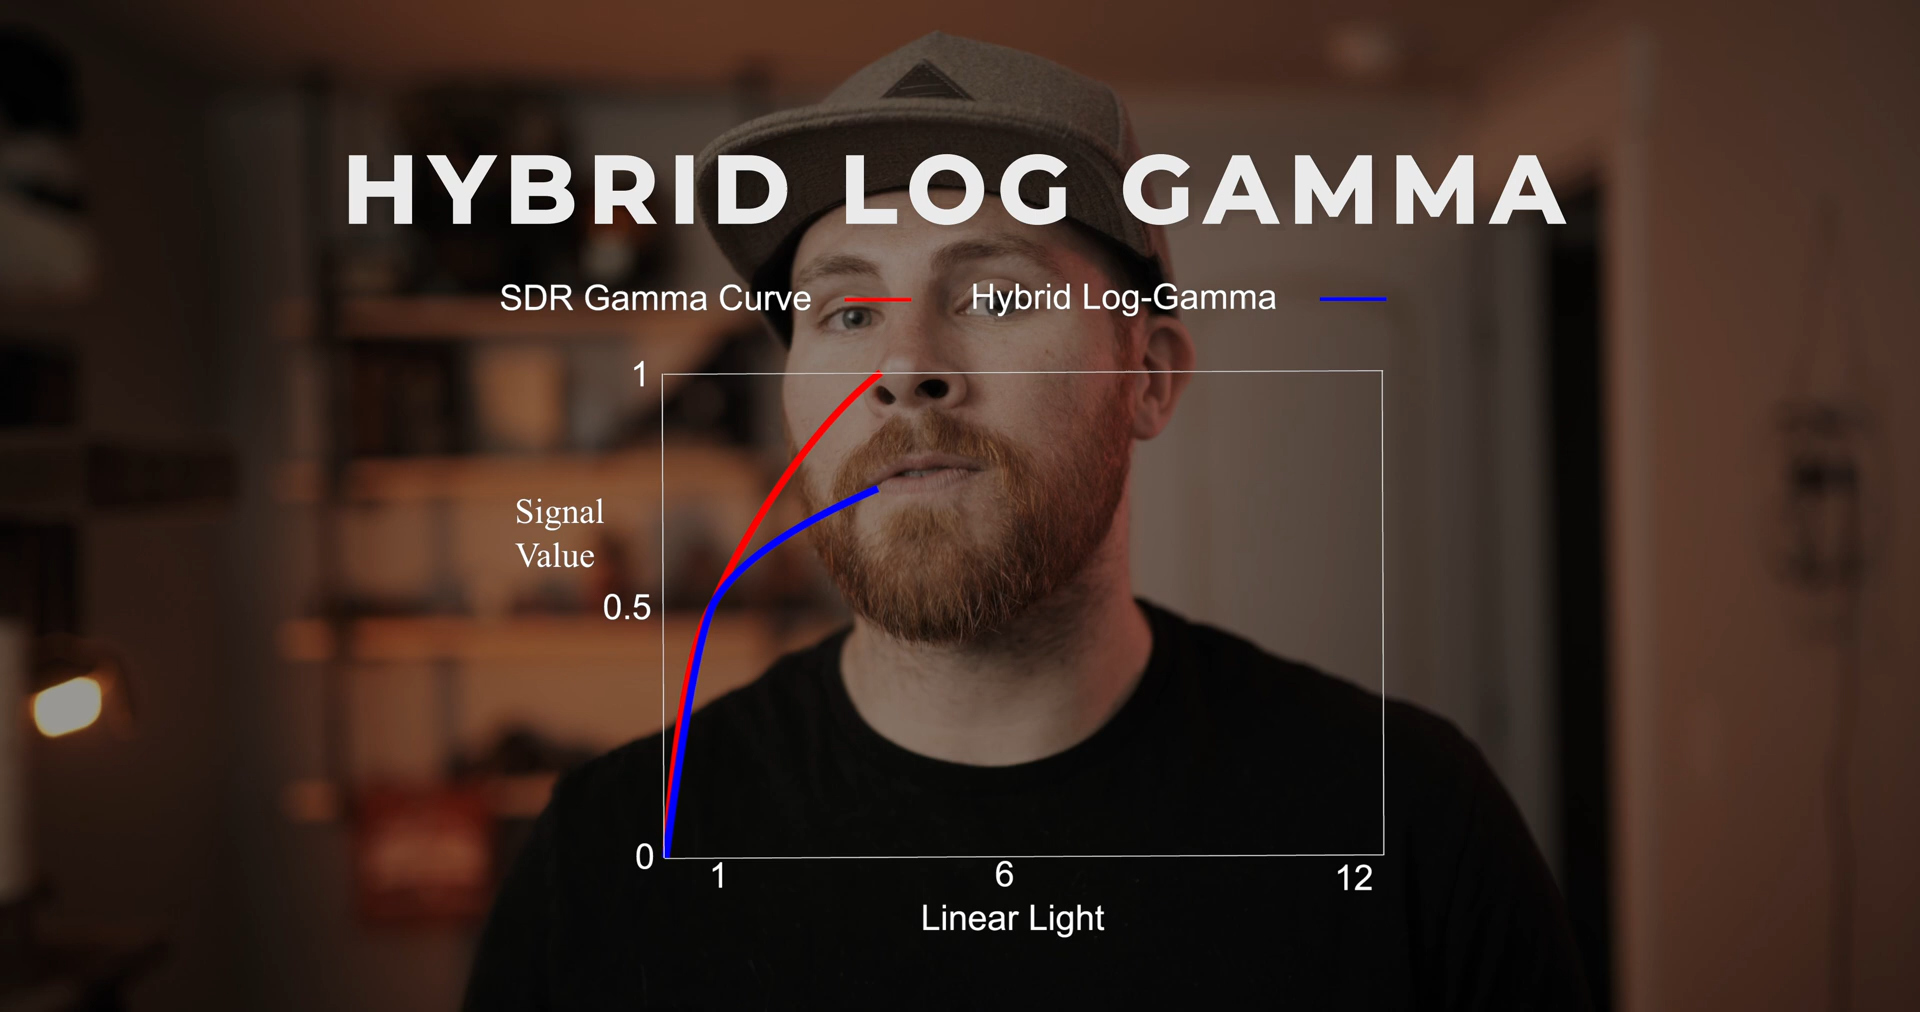 HYBRID LOG GAMMA
SDR Gamma Curve
Hybrid Log-Gamma
1
Signal
Value
0.5
0
1
6
12
Linear Light